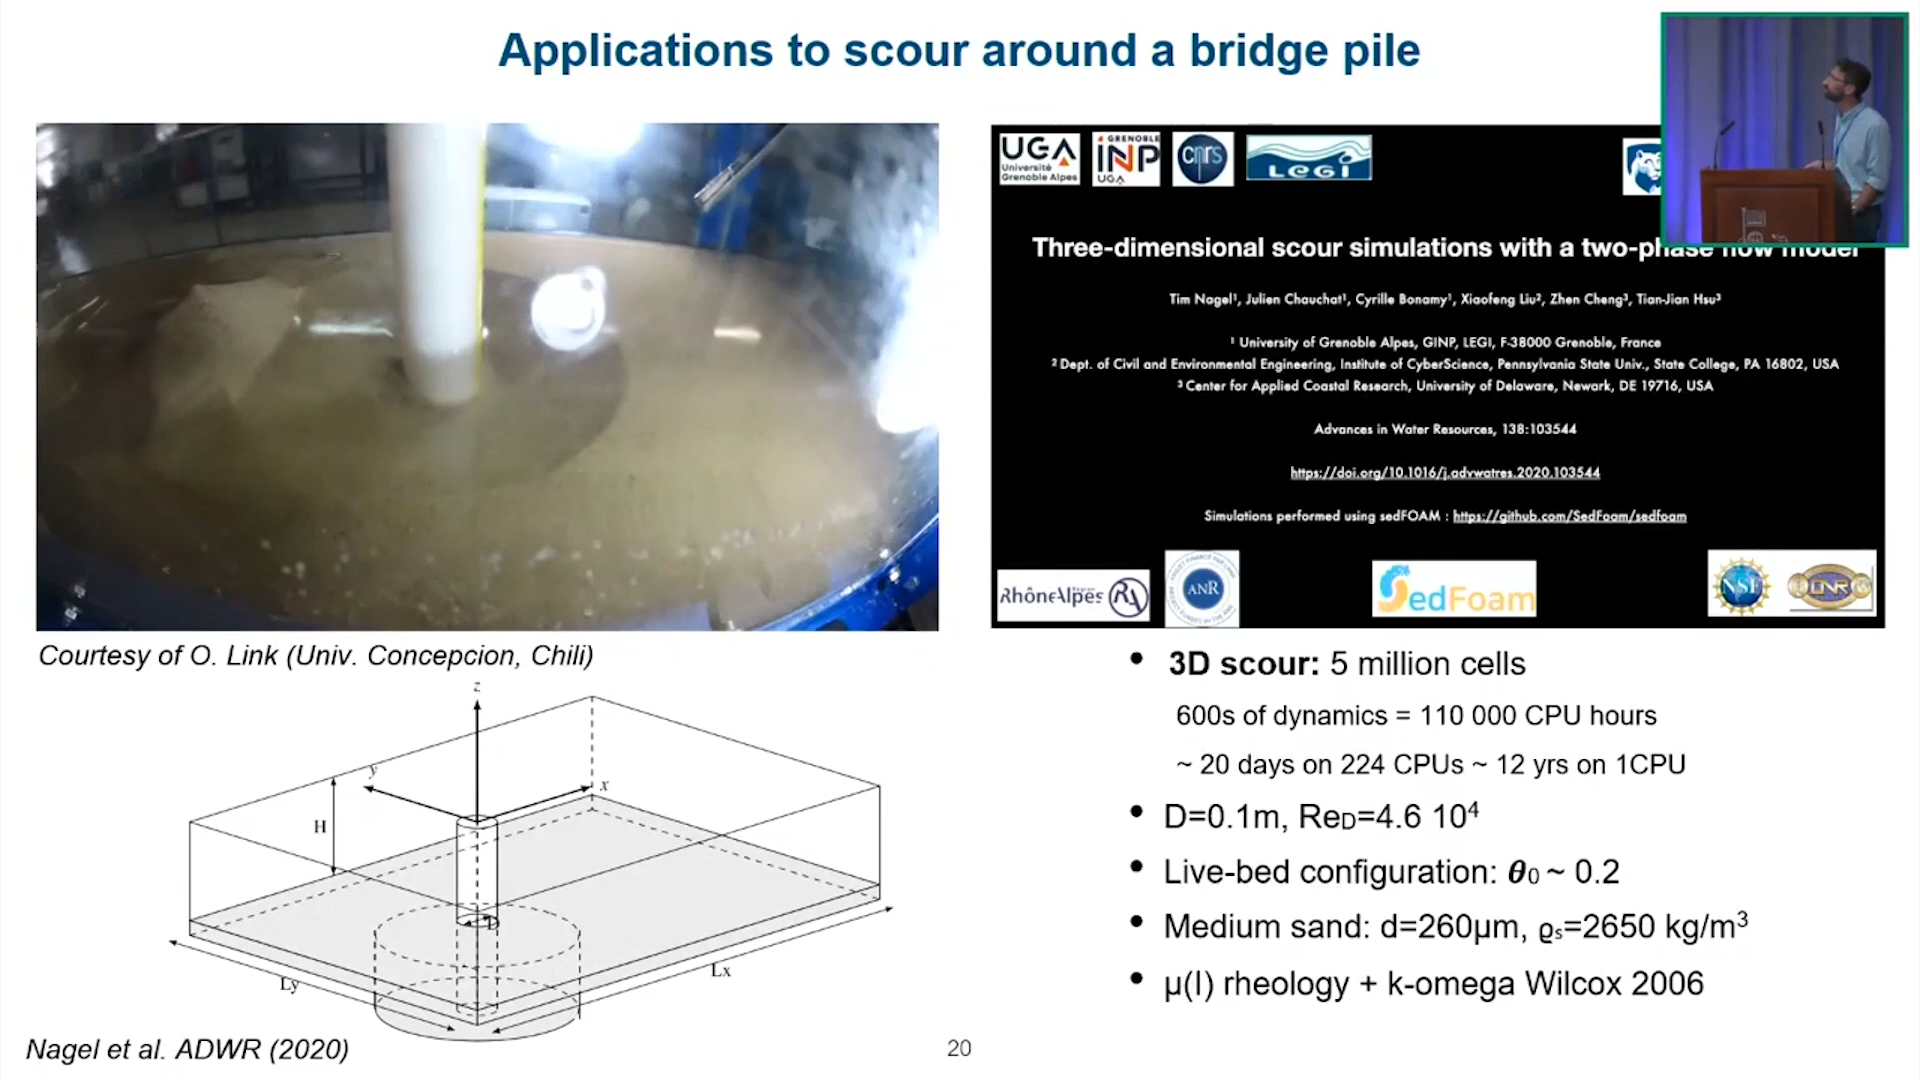 Applications to scour around a bridge pile
UGA
Université
Grenoble Alpes
GRENOBLE
INP
UGA
cnrs
LEGI
Three-dimensional scour simulations with a two-phase flow model
Tim Nagel¹, Julien Chauchat¹, Cyrille Bonamy¹, Xiaofeng Liu², Zhen Cheng³, Tian-Jian Hsu³
¹ University of Grenoble Alpes, GINP, LEGI, F-38000 Grenoble, France
² Dept. of Civil and Environmental Engineering, Institute of CyberScience, Pennsylvania State Univ., State College, PA 16802, USA
³ Center for Applied Coastal Research, University of Delaware, Newark, DE 19716, USA
Advances in Water Resources, 138:103544
https://doi.org/10.1016/j.advwatres.2020.103544
Simulations performed using sedFOAM : https://github.com/SedFoam/sedfoam
RhôneAlpes
ANR
SedFoam
NSF
ONR
Courtesy of O. Link (Univ. Concepcion, Chili)
z
y
x
H
D
Ly
Lx
Nagel et al. ADWR (2020)
• 3D scour: 5 million cells
600s of dynamics = 110 000 CPU hours
~ 20 days on 224 CPUs ~ 12 yrs on 1CPU
• D=0.1m, ReD=4.6 10⁴
• Live-bed configuration: θ₀ ~ 0.2
• Medium sand: d=260µm, ϱₛ=2650 kg/m³
• µ(I) rheology + k-omega Wilcox 2006
20